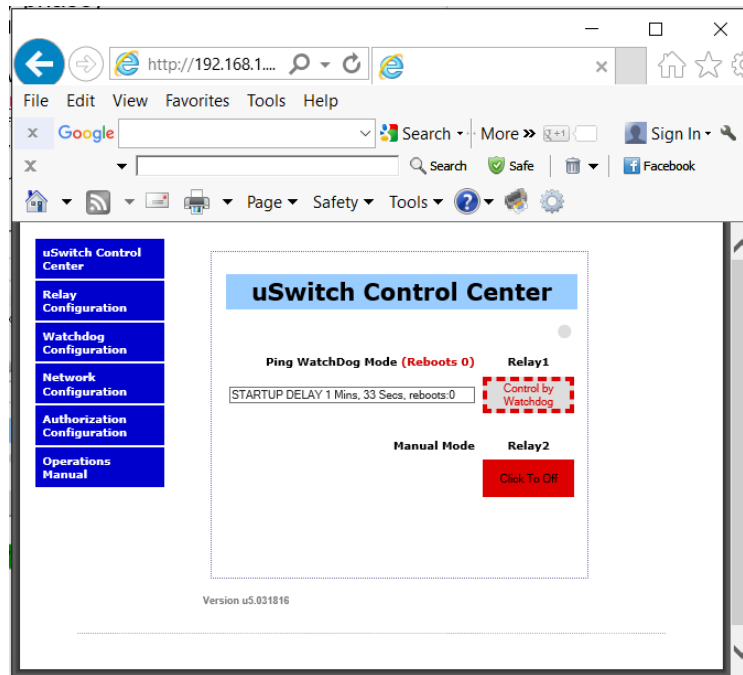 http://192.168.1....
File Edit View Favorites Tools Help
x Google Search More » g+1 Sign In
X Search Safe Facebook
Page Safety Tools
uSwitch Control
Center
Relay
Configuration
Watchdog
Configuration
Network
Configuration
Authorization
Configuration
Operations
Manual
uSwitch Control Center
Ping WatchDog Mode (Reboots 0) Relay1
STARTUP DELAY 1 Mins, 33 Secs, reboots:0
Control by
Watchdog
Manual Mode Relay2
Click To Off
Version u5.031816